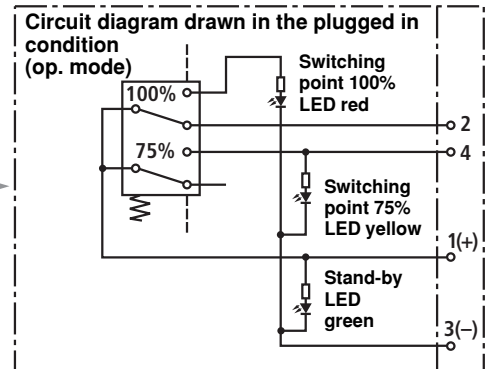 Circuit diagram drawn in the plugged in
condition
(op. mode)
Switching
point 100%
LED red
100%
2
75%
4
Switching
point 75%
LED yellow
1(+)
Stand-by
LED
green
3(–)